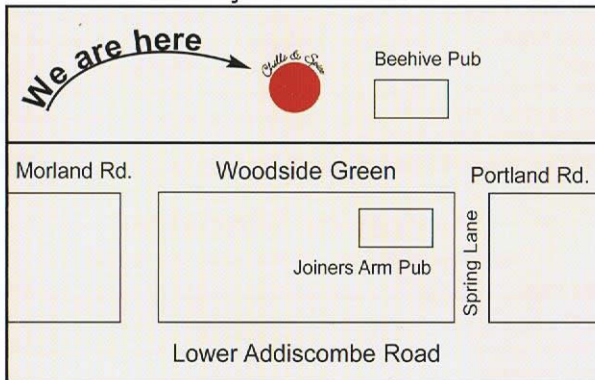 We are here
Chilli & Spice
Beehive Pub
Morland Rd.
Woodside Green
Portland Rd.
Joiners Arm Pub
Spring Lane
Lower Addiscombe Road